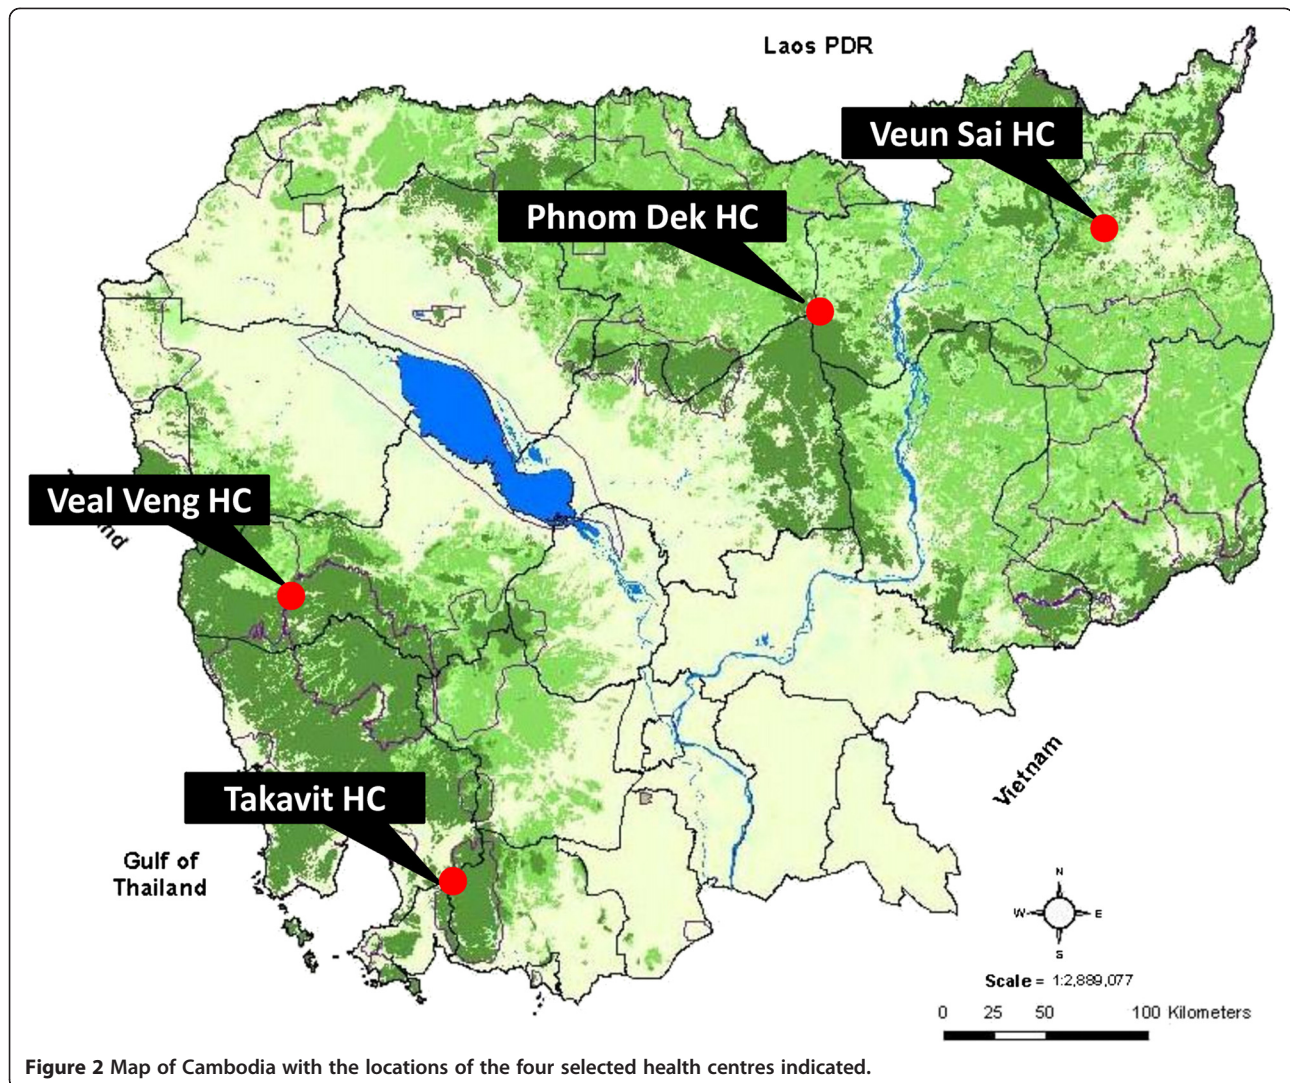 Laos PDR
Veun Sai HC
Phnom Dek HC
Veal Veng HC
Takavit HC
Gulf of
Thailand
Vietnam
N
W
E
S
Scale = 1:2,889,077
0 25 50 100 Kilometers
Figure 2 Map of Cambodia with the locations of the four selected health centres indicated.